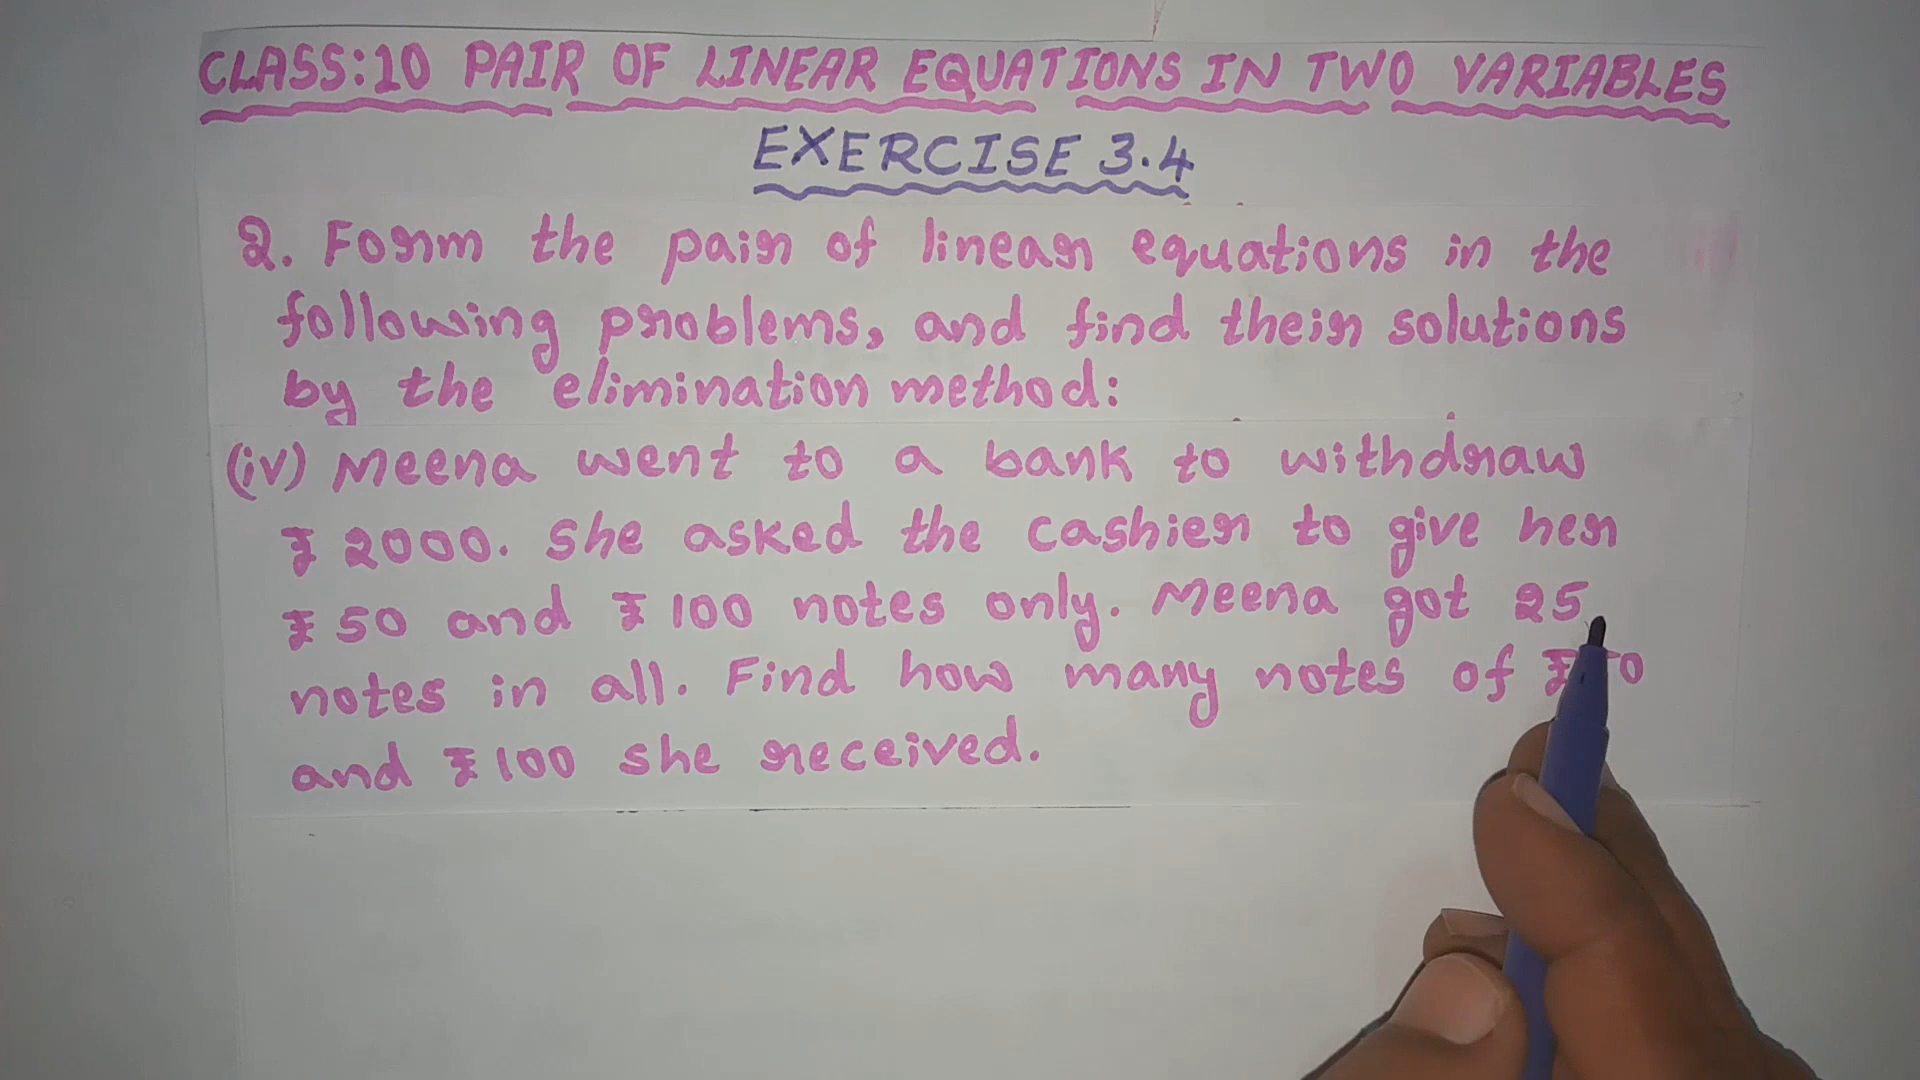 CLASS:10 PAIR OF LINEAR EQUATIONS IN TWO VARIABLES
EXERCISE 3.4
2. Form the pair of linear equations in the
following problems, and find their solutions
by the elimination method:
(iv) Meena went to a bank to withdraw
₹ 2000. She asked the cashier to give her
₹ 50 and ₹ 100 notes only. Meena got 25
notes in all. Find how many notes of
and ₹ 100 she received.